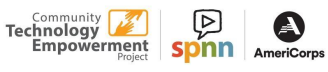 Community
Technology
Empowerment
Project
spnn
AmeriCorps